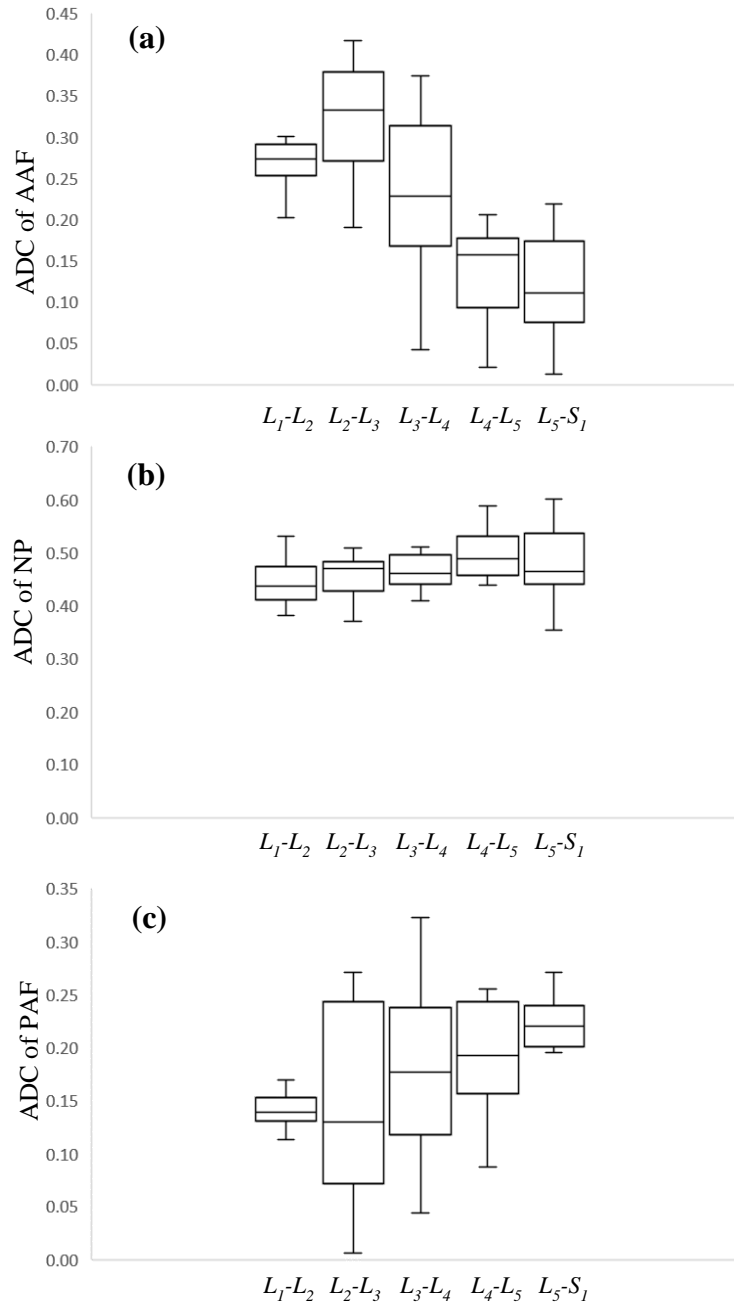 (a)
ADC of AAF
0.45
0.40
0.35
0.30
0.25
0.20
0.15
0.10
0.05
0.00
L1-L2 L2-L3 L3-L4 L4-L5 L5-S1
(b)
ADC of NP
0.70
0.60
0.50
0.40
0.30
0.20
0.10
0.00
L1-L2 L2-L3 L3-L4 L4-L5 L5-S1
(c)
ADC of PAF
0.35
0.30
0.25
0.20
0.15
0.10
0.05
0.00
L1-L2 L2-L3 L3-L4 L4-L5 L5-S1